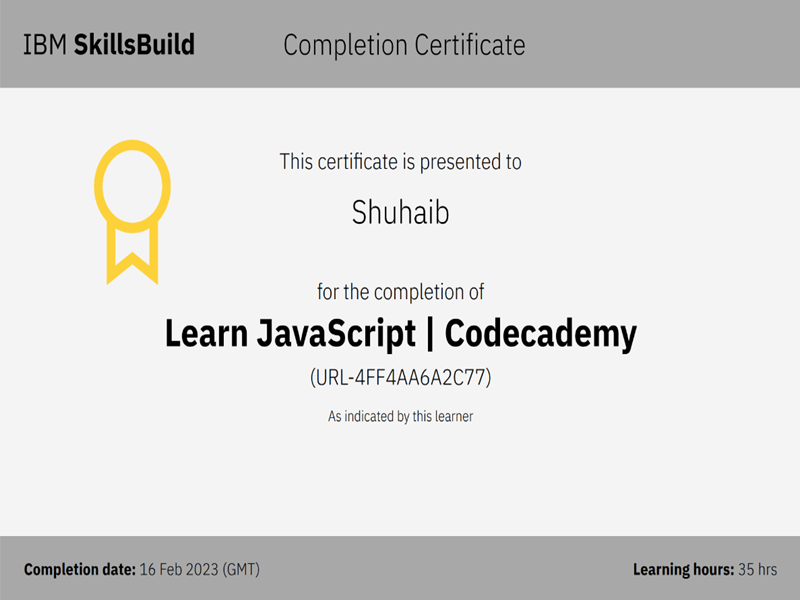 IBM SkillsBuild
Completion Certificate
This certificate is presented to
Shuhaib
for the completion of
Learn JavaScript | Codecademy
(URL-4FF4AA6A2C77)
As indicated by this learner
Completion date: 16 Feb 2023 (GMT)
Learning hours: 35 hrs